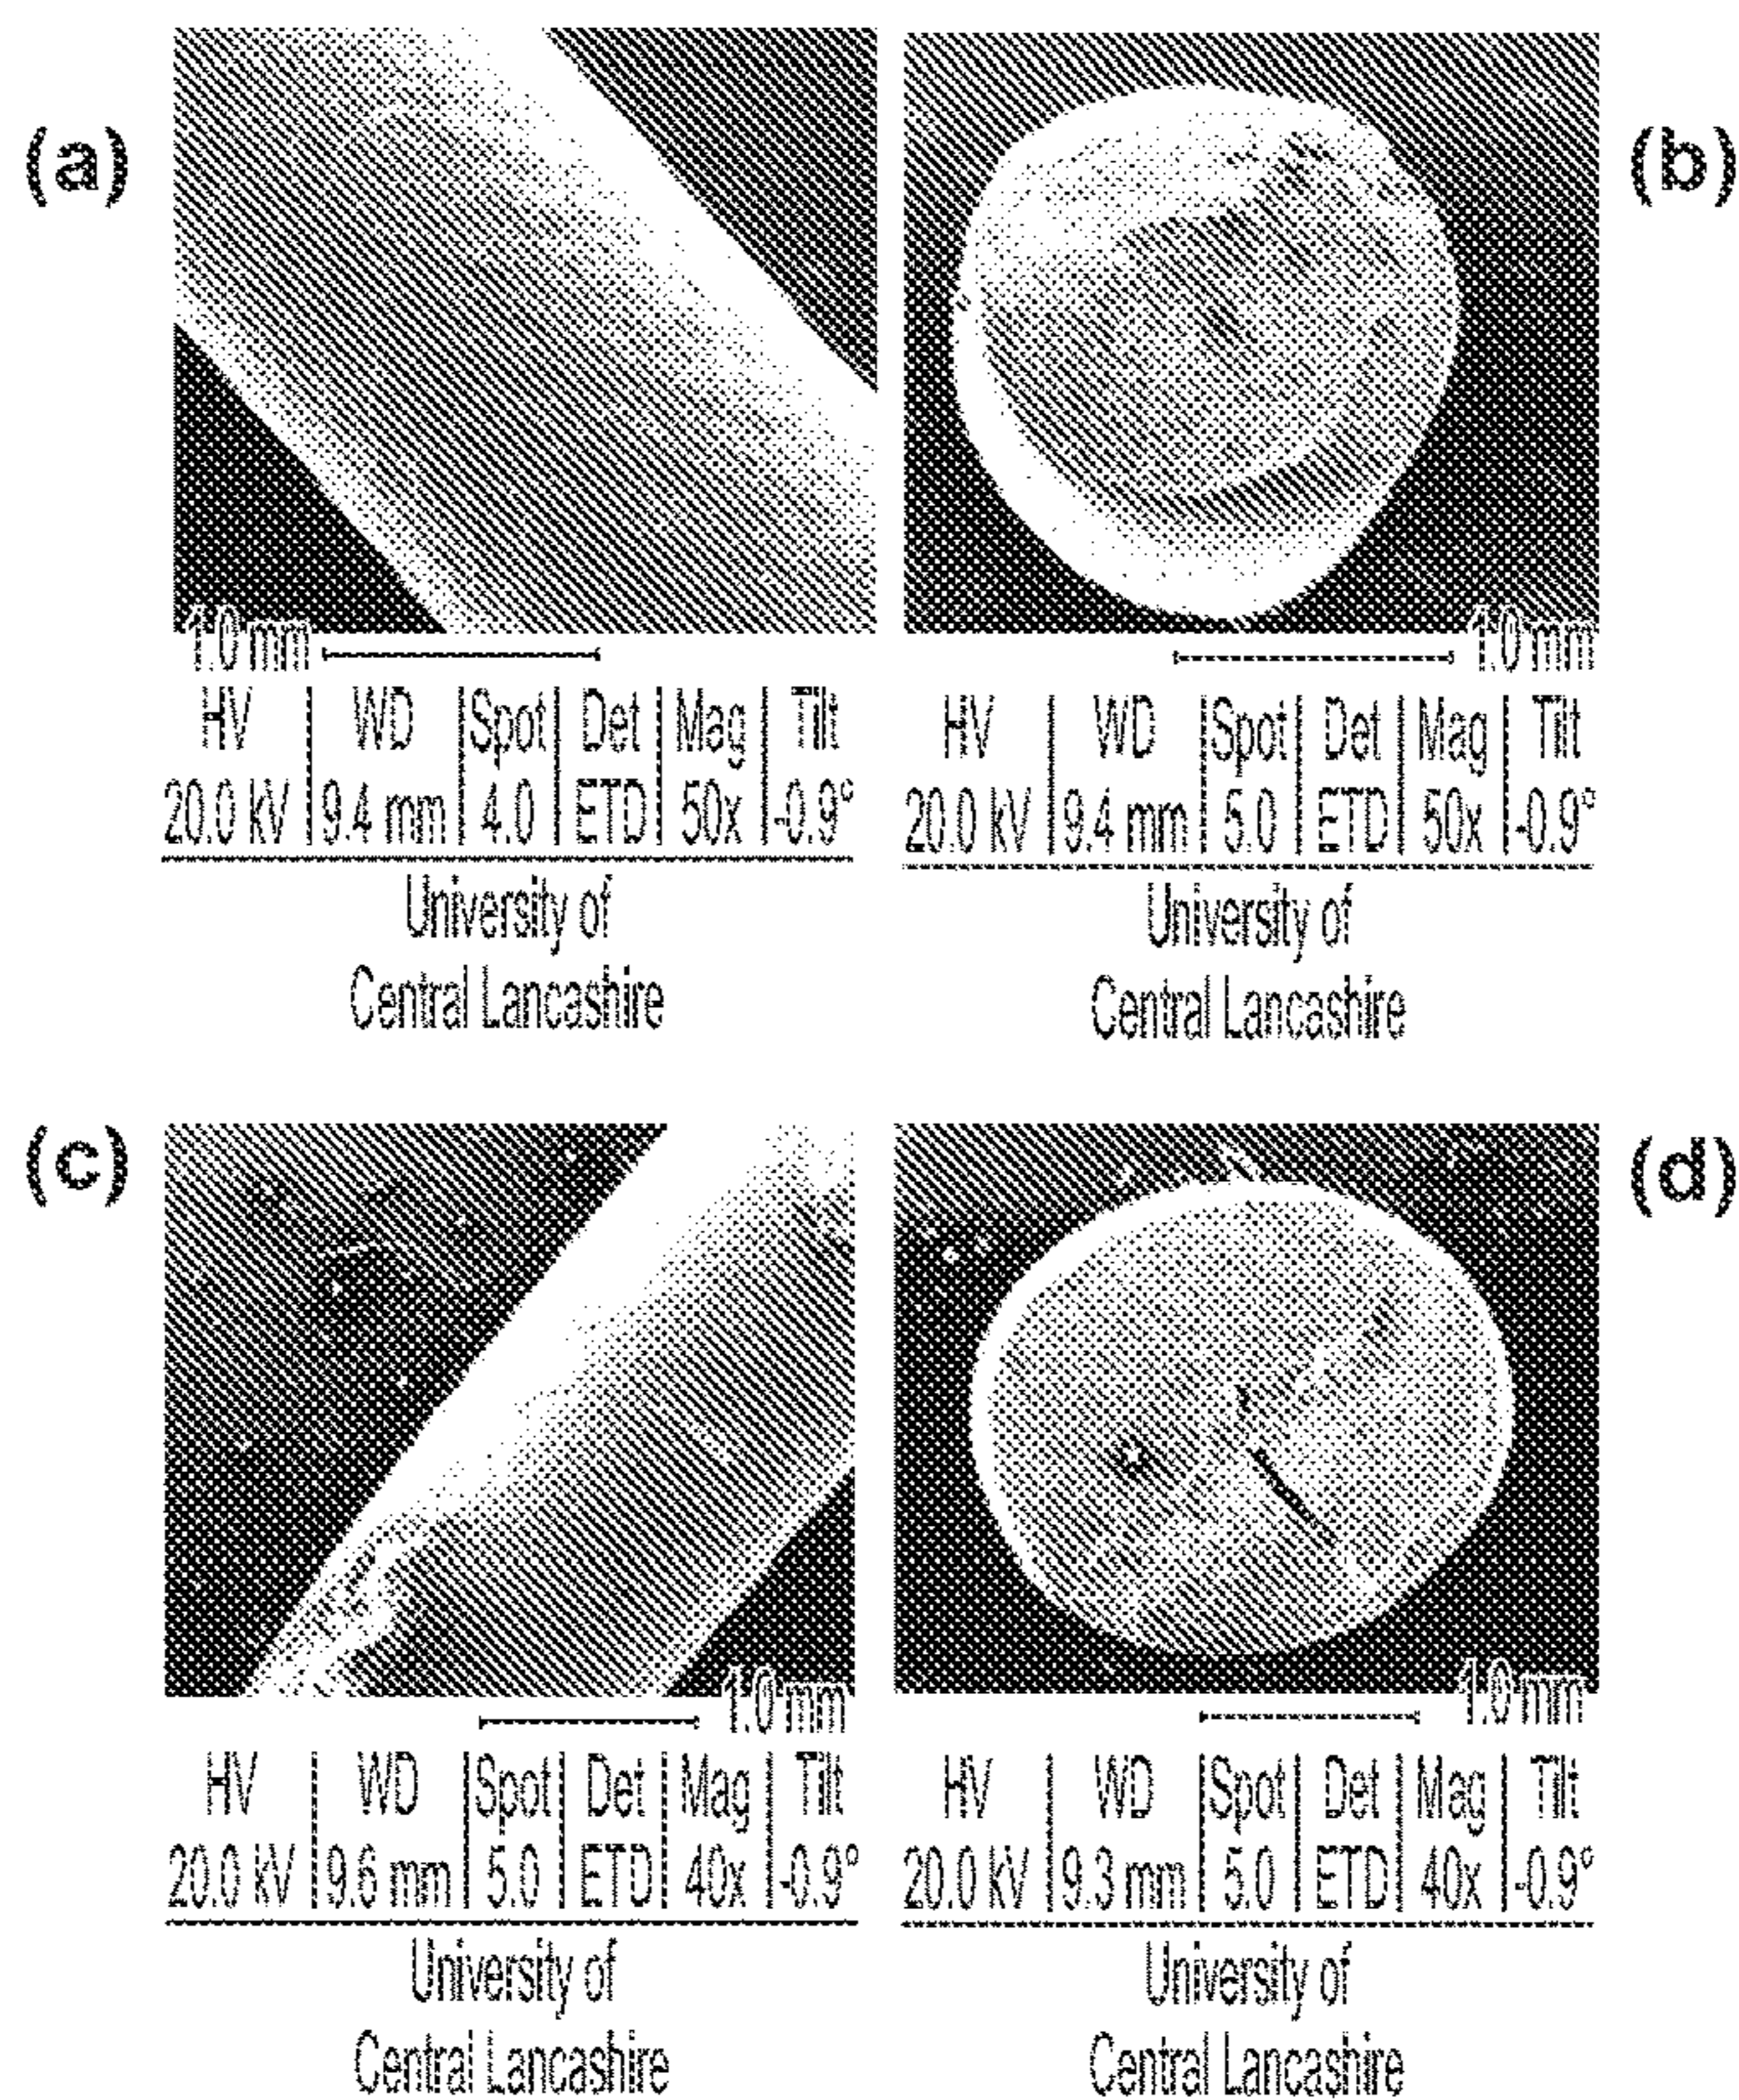 (a)
(b)
1.0 mm
1.0 mm
HV WD Spot Det Mag Tilt
20.0 kV 9.4 mm 4.0 ETD 50x -0.9°
University of
Central Lancashire
HV WD Spot Det Mag Tilt
20.0 kV 9.4 mm 5.0 ETD 50x -0.9°
University of
Central Lancashire
(c)
(d)
1.0 mm
1.0 mm
HV WD Spot Det Mag Tilt
20.0 kV 9.6 mm 5.0 ETD 40x -0.9°
University of
Central Lancashire
HV WD Spot Det Mag Tilt
20.0 kV 9.3 mm 5.0 ETD 40x -0.9°
University of
Central Lancashire